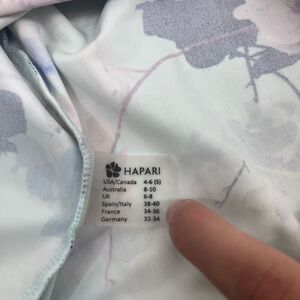 HAPARI
USA/Canada 4-6 (S)
Australia 8-10
UK 6-8
Spain/Italy 38-40
France 34-36
Germany 32-34